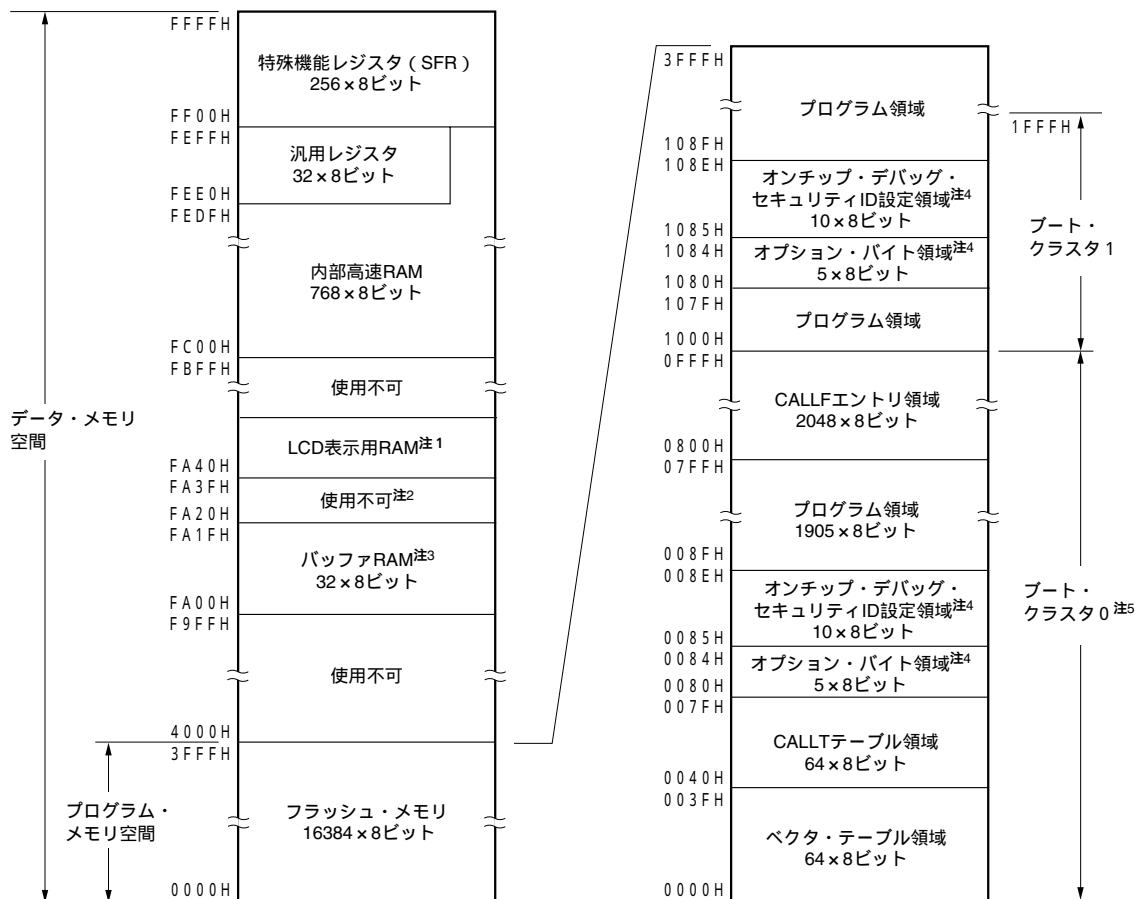 FFFFH
特殊機能レジスタ（SFR）
256×8ビット
FF00H
FEFFH
汎用レジスタ
32×8ビット
FEE0H
FEDFH
内部高速RAM
768×8ビット
FC00H
FBFFH
使用不可
データ・メモリ
空間
LCD表示用RAM注1
FA40H
FA3FH
使用不可注2
FA20H
FA1FH
バッファRAM注3
32×8ビット
FA00H
F9FFH
使用不可
4000H
3FFFH
プログラム・
メモリ空間
フラッシュ・メモリ
16384×8ビット
0000H
3FFFH
プログラム領域
1FFFH
108FH
108EH
オンチップ・デバッグ・
セキュリティID設定領域注4
10×8ビット
1085H
1084H
オプション・バイト領域注4
5×8ビット
1080H
107FH
プログラム領域
1000H
0FFFH
ブート・
クラスタ1
CALLFエントリ領域
2048×8ビット
0800H
07FFH
プログラム領域
1905×8ビット
008FH
008EH
オンチップ・デバッグ・
セキュリティID設定領域注4
10×8ビット
0085H
0084H
オプション・バイト領域注4
5×8ビット
0080H
007FH
ブート・
クラスタ0注5
CALLTテーブル領域
64×8ビット
0040H
003FH
ベクタ・テーブル領域
64×8ビット
0000H